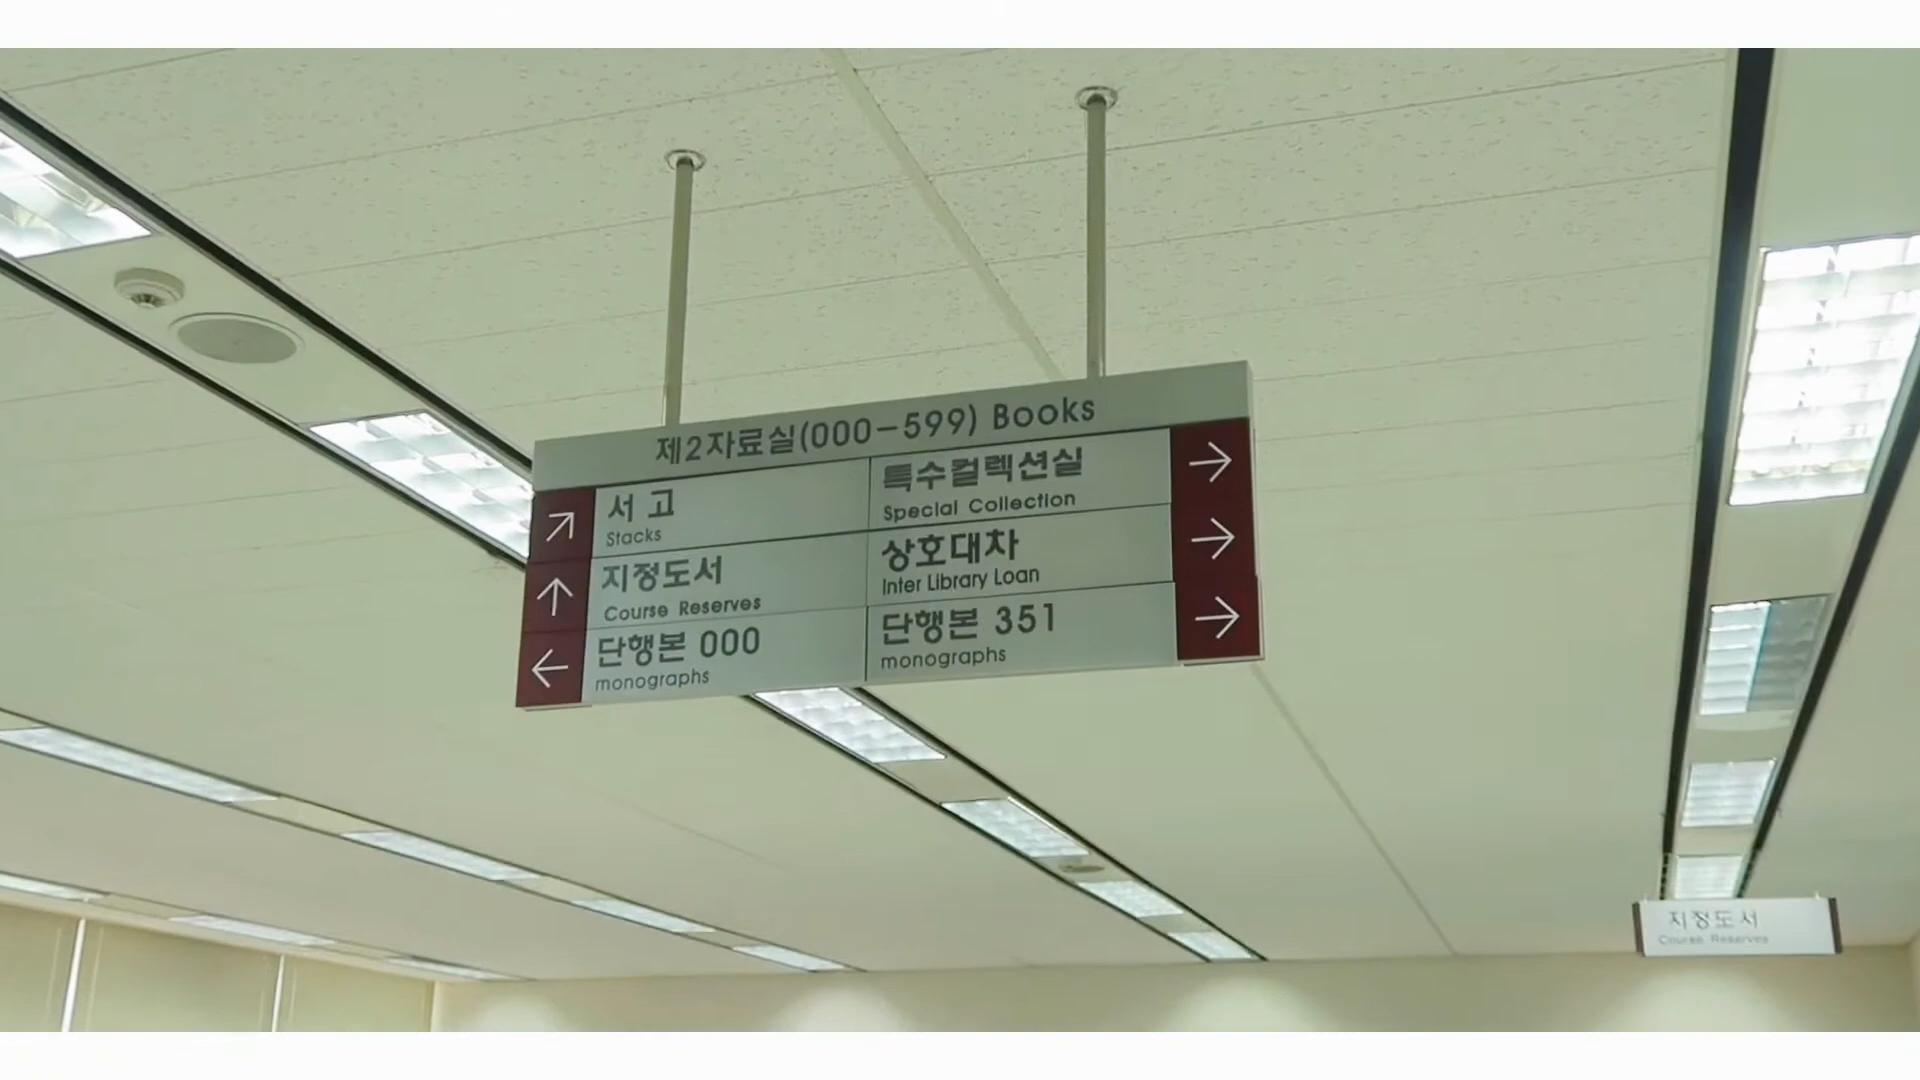 제2자료실(000-599) Books
서 고
Stacks
지정도서
Course Reserves
단행본 000
monographs
특수컬렉션실
Special Collection
상호대차
Inter Library Loan
단행본 351
monographs
지정도서
Course Reserves